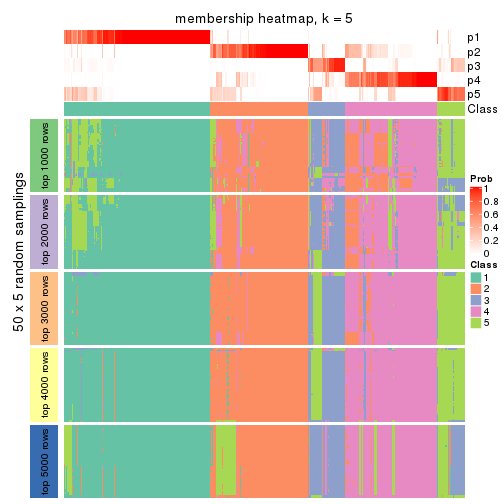 membership heatmap, k = 5
p1
p2
p3
p4
p5
Class
50 x 5 random samplings
top 1000 rows
top 2000 rows
top 3000 rows
top 4000 rows
top 5000 rows
Prob
1
0.8
0.6
0.4
0.2
0
Class
1
2
3
4
5